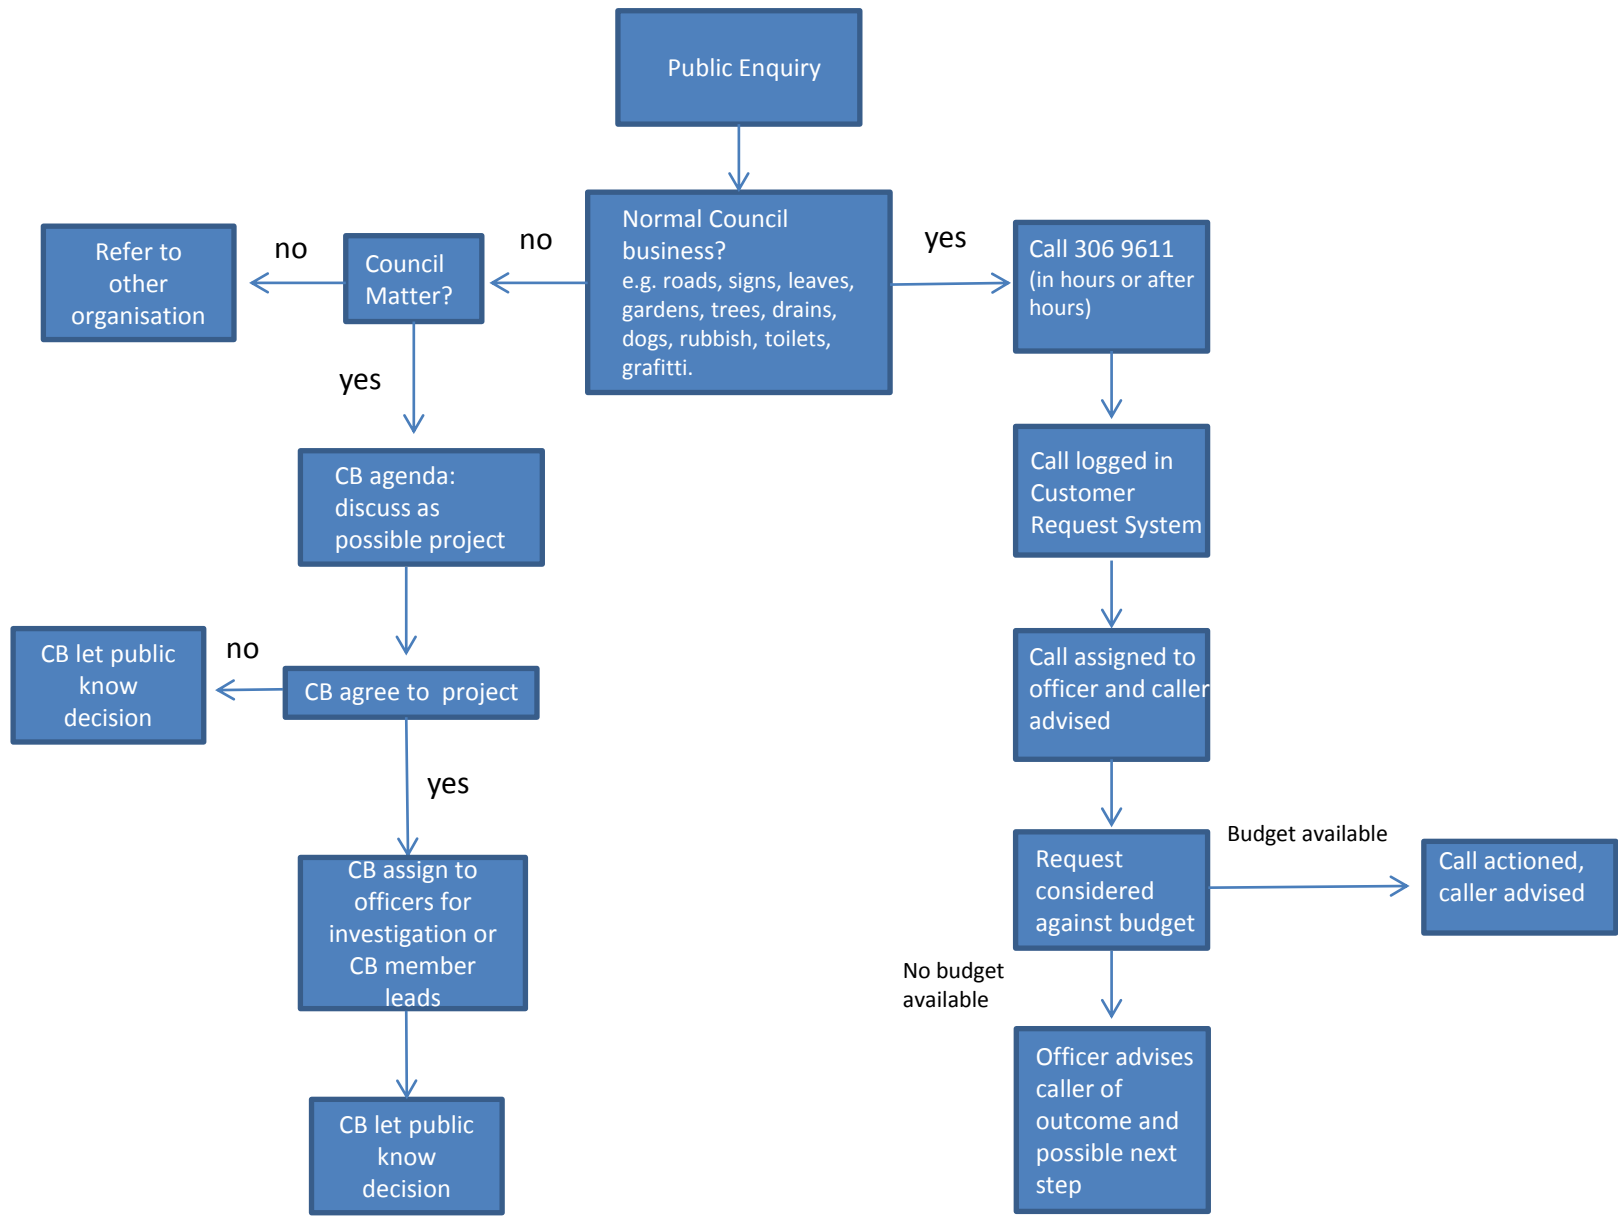 Public Enquiry
Normal Council
business?
e.g. roads, signs, leaves,
gardens, trees, drains,
dogs, rubbish, toilets,
grafitti.
no
yes
Council
Matter?
no
Refer to
other
organisation
yes
CB agenda:
discuss as
possible project
CB agree to  project
no
CB let public
know
decision
yes
CB assign to
officers for
investigation or
CB member
leads
CB let public
know
decision
Call 306 9611
(in hours or after
hours)
Call logged in
Customer
Request System
Call assigned to
officer and caller
advised
Request
considered
against budget
Budget available
Call actioned,
caller advised
No budget
available
Officer advises
caller of
outcome and
possible next
step